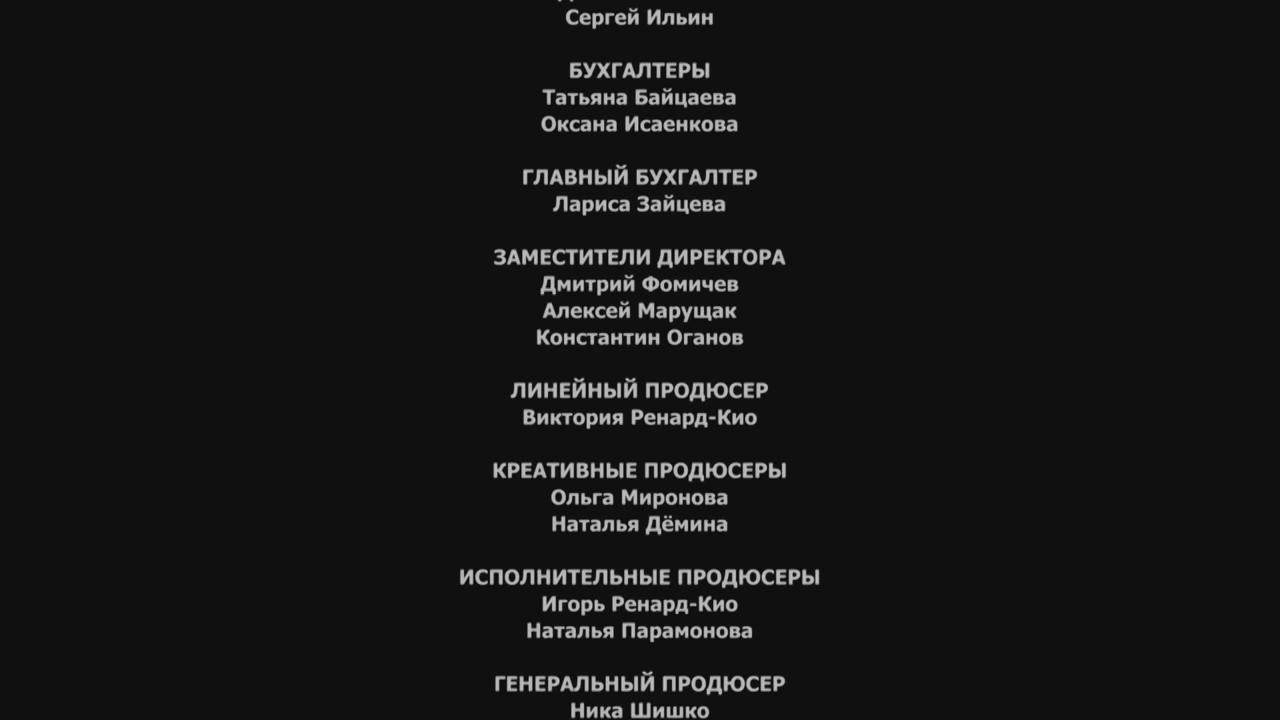 Сергей Ильин
БУХГАЛТЕРЫ
Татьяна Байцаева
Оксана Исаенкова
ГЛАВНЫЙ БУХГАЛТЕР
Лариса Зайцева
ЗАМЕСТИТЕЛИ ДИРЕКТОРА
Дмитрий Фомичев
Алексей Марущак
Константин Оганов
ЛИНЕЙНЫЙ ПРОДЮСЕР
Виктория Ренард-Кио
КРЕАТИВНЫЕ ПРОДЮСЕРЫ
Ольга Миронова
Наталья Дёмина
ИСПОЛНИТЕЛЬНЫЕ ПРОДЮСЕРЫ
Игорь Ренард-Кио
Наталья Парамонова
ГЕНЕРАЛЬНЫЙ ПРОДЮСЕР
Ника Шишко